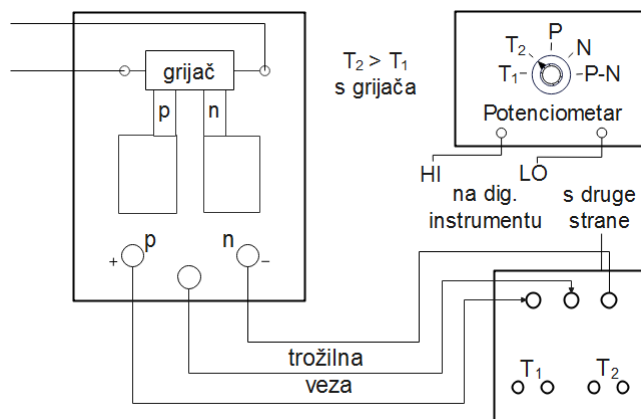 grijač
p n
p n
+ −
T₂ > T₁
s grijača
P
T₂ N
T₁ P-N
Potenciometar
HI LO
na dig.
instrumentu
s druge
strane
trožilna
veza
T₁ T₂